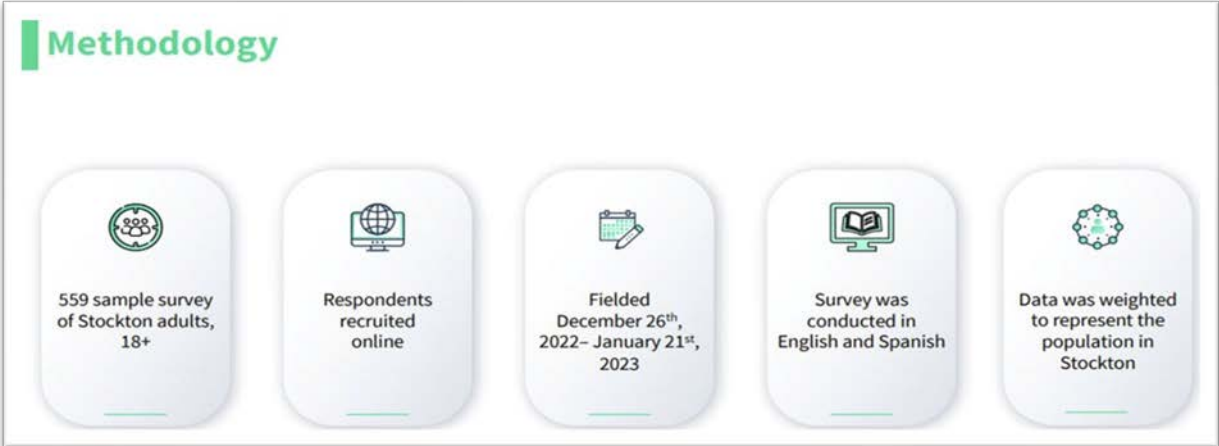 Methodology
559 sample survey
of Stockton adults,
18+
Respondents
recruited
online
Fielded
December 26th,
2022– January 21st,
2023
Survey was
conducted in
English and Spanish
Data was weighted
to represent the
population in
Stockton